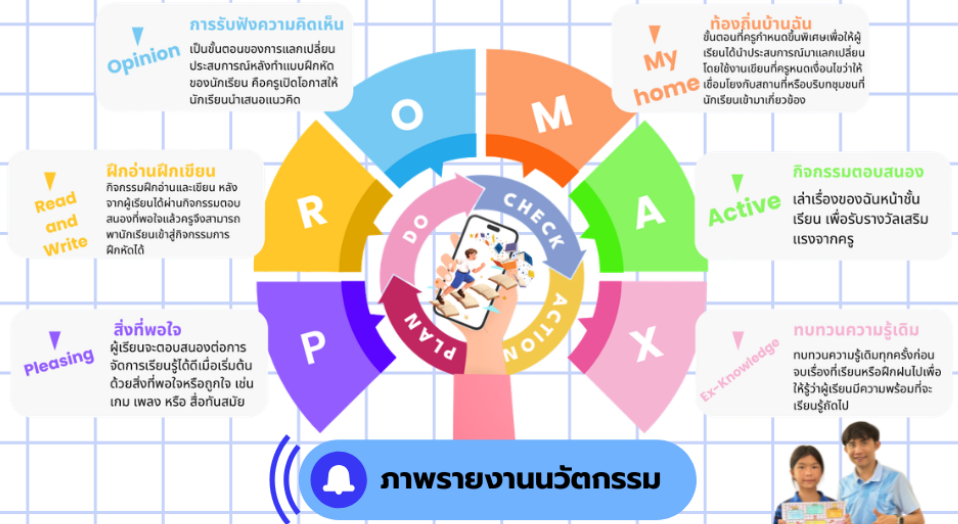 Opinion
การรับฟังความคิดเห็น
เป็นขั้นตอนของการแลกเปลี่ยน
ประสบการณ์หลังทำแบบฝึกหัด
ของนักเรียน คือครูเปิดโอกาสให้
นักเรียนนำเสนอแนวคิด
My
home
ท้องถิ่นบ้านฉัน
ขั้นตอนที่ครูกำหนดขึ้นพิเศษเพื่อให้ผู้
เรียนได้นำประสบการณ์มาแลกเปลี่ยน
โดยใช้งานเขียนที่ครูหนดเงื่อนไขว่าให้
เชื่อมโยงกับสถานที่หรือบริบทชุมชนที่
นักเรียนเข้ามาเกี่ยวข้อง
Read
and
Write
ฝึกอ่านฝึกเขียน
กิจกรรมฝึกอ่านและเขียน หลัง
จากผู้เรียนได้ผ่านกิจกรรมตอบ
สนองที่พอใจแล้วครูจึงสามารถ
พานักเรียนเข้าสู่กิจกรรมการ
ฝึกหัดได้
Active
กิจกรรมตอบสนอง
เล่าเรื่องของฉันหน้าชั้น
เรียน เพื่อรับรางวัลเสริม
แรงจากครู
Pleasing
สิ่งที่พอใจ
ผู้เรียนจะตอบสนองต่อการ
จัดการเรียนรู้ได้ดีเมื่อเริ่มต้น
ด้วยสิ่งที่พอใจหรือถูกใจ เช่น
เกม เพลง หรือ สื่อทันสมัย
Ex-Knowledge
ทบทวนความรู้เดิม
ทบทวนความรู้เดิมทุกครั้งก่อน
จบเรื่องที่เรียนหรือฝึกฝนไปเพื่อ
ให้รู้ว่าผู้เรียนมีความพร้อมที่จะ
เรียนรู้ถัดไป
P
R
O
M
A
X
PLAN
DO
CHECK
ACTION
ภาพรายงานนวัตกรรม